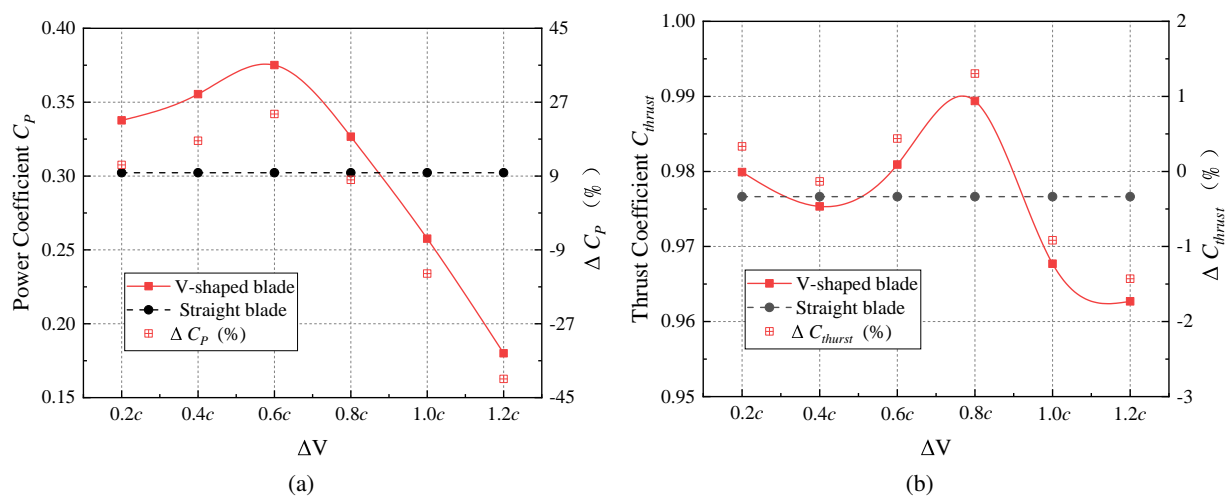 0.40
0.35
0.30
0.25
0.20
0.15
Power Coefficient C_P
45
27
9
-9
-27
-45
Δ C_P (%)
V-shaped blade
Straight blade
Δ C_P (%)
0.2c 0.4c 0.6c 0.8c 1.0c 1.2c
ΔV
(a)
1.00
0.99
0.98
0.97
0.96
0.95
Thrust Coefficient C_thrust
2
1
0
-1
-2
-3
Δ C_thrust (%)
V-shaped blade
Straight blade
Δ C_thurst (%)
0.2c 0.4c 0.6c 0.8c 1.0c 1.2c
ΔV
(b)